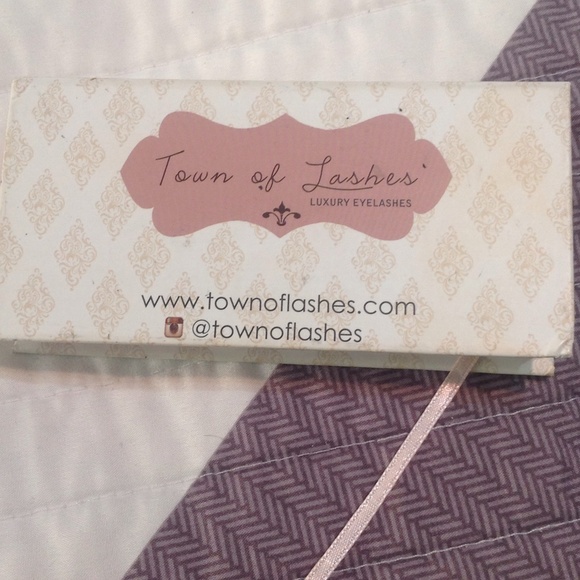 Town of Lashes
LUXURY EYELASHES
www.townoflashes.com
@townoflashes